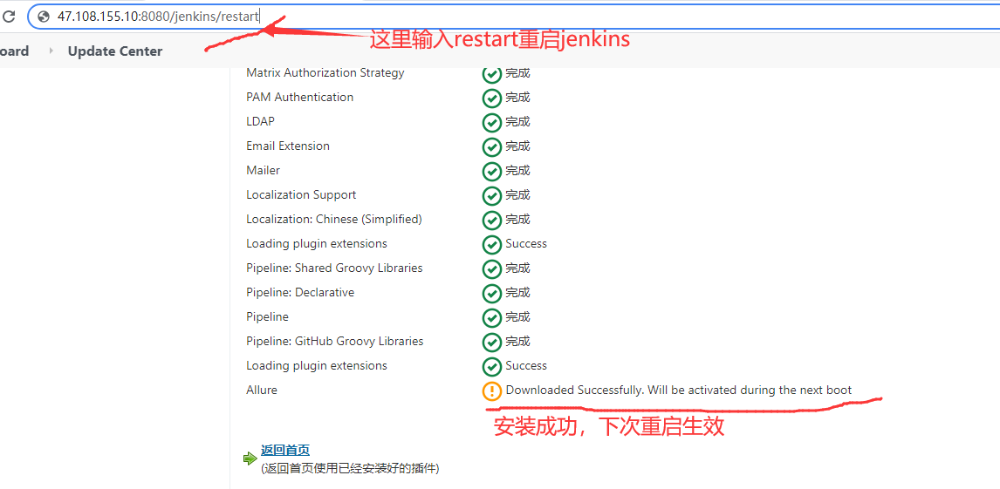 47.108.155.10:8080/jenkins/restart
这里输入restart重启jenkins
oard
Update Center
Matrix Authorization Strategy 完成
PAM Authentication 完成
LDAP 完成
Email Extension 完成
Mailer 完成
Localization Support 完成
Localization: Chinese (Simplified) 完成
Loading plugin extensions Success
Pipeline: Shared Groovy Libraries 完成
Pipeline: Declarative 完成
Pipeline 完成
Pipeline: GitHub Groovy Libraries 完成
Loading plugin extensions Success
Allure Downloaded Successfully. Will be activated during the next boot
安装成功，下次重启生效
返回首页
(返回首页使用已经安装好的插件)